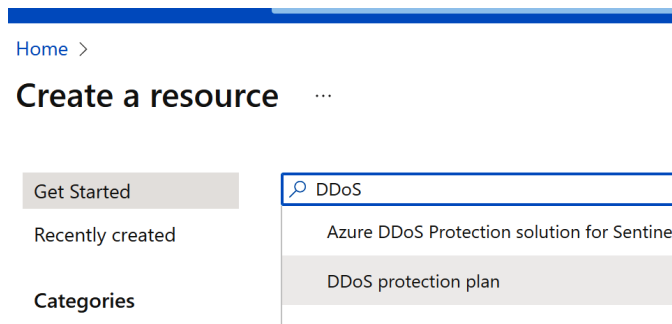 Home >
Create a resource ...
Get Started
DDoS
Recently created
Azure DDoS Protection solution for Sentine
DDoS protection plan
Categories